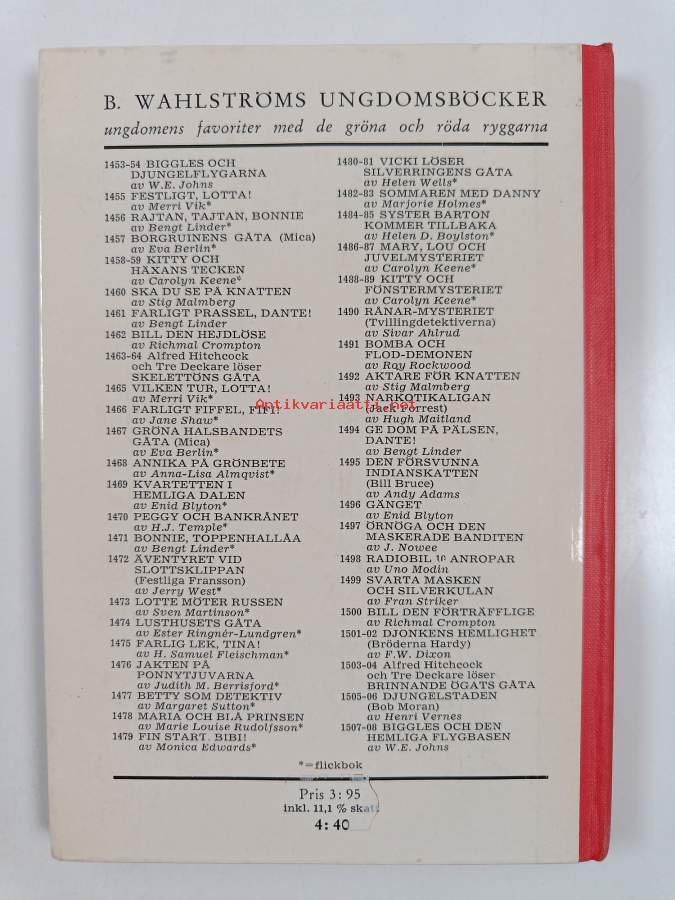 B. WAHLSTRÖMS UNGDOMSBÖCKER
ungdomens favoriter med de gröna och röda ryggarna
1453-54 BIGGLES OCH
DJUNGELFLYGARNA
av W.E. Johns
1455 FESTLIGT, LOTTA!
av Merri Vik*
1456 RAJTAN, TAJTAN, BONNIE
av Bengt Linder*
1457 BORGRUINENS GÅTA (Mica)
av Eva Berlin*
1458-59 KITTY OCH
HÄXANS TECKEN
av Carolyn Keene*
1460 SKA DU SE PÅ KNATTEN
av Stig Malmberg
1461 FARLIGT PRASSEL, DANTE!
av Bengt Linder
1462 BILL DEN HEJDLÖSE
av Richmal Crompton
1463-64 Alfred Hitchcock
och Tre Deckare löser
SKELETTÖNS GÅTA
1465 VILKEN TUR, LOTTA!
av Merri Vik*
1466 FARLIGT FIFFEL, FIFI!
av Jane Shaw*
1467 GRÖNA HALSBANDETS
GÅTA (Mica)
av Eva Berlin*
1468 ANNIKA PÅ GRÖNBETE
av Anna-Lisa Almqvist*
1469 KVARTETTEN I
HEMLIGA DALEN
av Enid Blyton*
1470 PEGGY OCH BANKRÅNET
av H.J. Temple*
1471 BONNIE, TOPPENHALLÅA
av Bengt Linder*
1472 ÄVENTYRET VID
SLOTTSKLIPPAN
(Festliga Fransson)
av Jerry West*
1473 LOTTE MÖTER RUSSEN
av Sven Martinson*
1474 LUSTHUSETS GÅTA
av Ester Ringnér-Lundgren*
1475 FARLIG LEK, TINA!
av H. Samuel Fleischman*
1476 JAKTEN PÅ
PONNYTJUVARNA
av Judith M. Berrisford*
1477 BETTY SOM DETEKTIV
av Margaret Sutton*
1478 MARIA OCH BLÅ PRINSEN
av Marie Louise Rudolfsson*
1479 FIN START, BIBI!
av Monica Edwards*
1480-81 VICKI LÖSER
SILVERRINGENS GÅTA
av Helen Wells*
1482-83 SOMMAREN MED DANNY
av Marjorie Holmes*
1484-85 SYSTER BARTON
KOMMER TILLBAKA
av Helen D. Boylston*
1486-87 MARY, LOU OCH
JUVELMYSTERIET
av Carolyn Keene*
1488-89 KITTY OCH
FÖNSTERMYSTERIET
av Carolyn Keene*
1490 RÅNAR-MYSTERIET
(Tvillingdetektiverna)
av Sivar Ahlrud
1491 BOMBA OCH
FLOD-DEMONEN
av Roy Rockwood
1492 AKTARE FÖR KNATTEN
av Stig Malmberg
1493 NARKOTIKALIGAN
(Jack Forrest)
av Hugh Maitland
1494 GE DOM PÅ PÄLSEN,
DANTE!
av Bengt Linder
1495 DEN FÖRSVUNNA
INDIANSKATTEN
(Bill Bruce)
av Andy Adams
1496 GÄNGET
av Enid Blyton
1497 ÖRNÖGA OCH DEN
MASKERADE BANDITEN
av J. Nowee
1498 RADIOBIL 10 ANROPAR
av Uno Modin
1499 SVARTA MASKEN
OCH SILVERKULAN
av Fran Striker
1500 BILL DEN FÖRTRÄFFLIGE
av Richmal Crompton
1501-02 DJONKENS HEMLIGHET
(Bröderna Hardy)
av F.W. Dixon
1503-04 Alfred Hitchcock
och Tre Deckare löser
BRINNANDE ÖGATS GÅTA
1505-06 DJUNGELSTADEN
(Bob Moran)
av Henri Vernes
1507-08 BIGGLES OCH DEN
HEMLIGA FLYGBASEN
av W.E. Johns
*=flickbok
Pris 3:95
inkl. 11,1 % skatt
4:40
Antikvariaatti.net